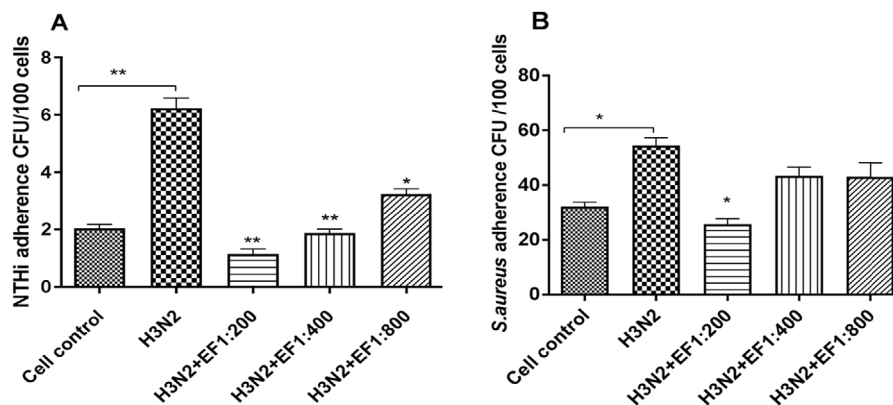 A
NTHi adherence CFU/100 cells
8
6
4
2
0
**
**
**
*
Cell control
H3N2
H3N2+EF1:200
H3N2+EF1:400
H3N2+EF1:800
B
S.aureus adherence CFU /100 cells
80
60
40
20
0
*
*
Cell control
H3N2
H3N2+EF1:200
H3N2+EF1:400
H3N2+EF1:800